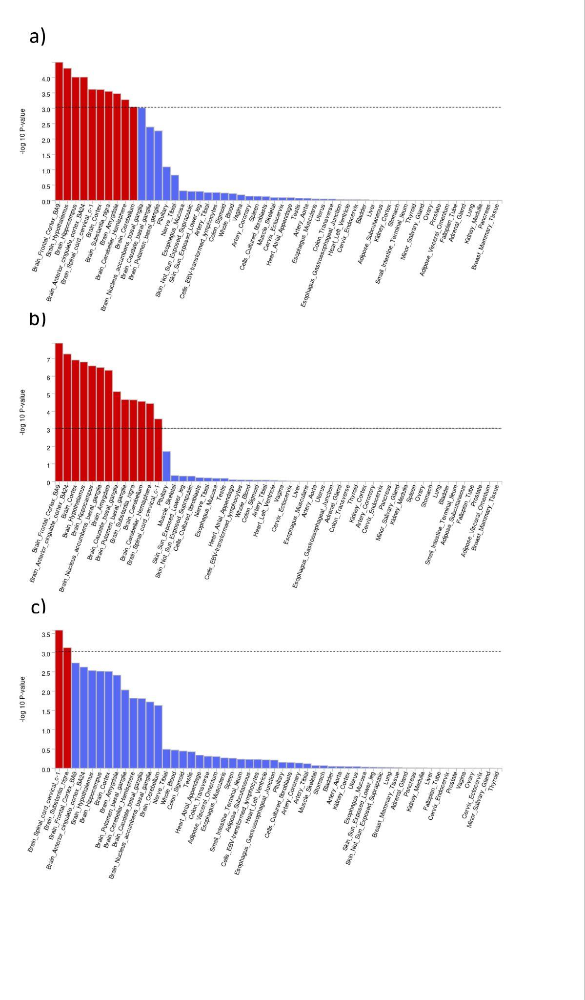 a)
-log 10 P-value
4.0
3.5
3.0
2.5
2.0
1.5
1.0
0.5
0.0
Brain_Frontal_Cortex_BA9
Brain_Hypothalamus
Brain_Hippocampus
Brain_Anterior_cingulate_cortex_BA24
Brain_Spinal_cord_cervical_c-1
Brain_Cortex
Brain_Substantia_nigra
Brain_Amygdala
Brain_Cerebellar_Hemisphere
Brain_Cerebellum
Brain_Nucleus_accumbens_basal_ganglia
Brain_Caudate_basal_ganglia
Brain_Putamen_basal_ganglia
Pituitary
Nerve_Tibial
Esophagus_Mucosa
Skin_Not_Sun_Exposed_Suprapubic
Skin_Sun_Exposed_Lower_leg
Artery_Tibial
Cells_EBV-transformed_lymphocytes
Colon_Sigmoid
Whole_Blood
Vagina
Artery_Coronary
Spleen
Cells_Cultured_fibroblasts
Muscle_Skeletal
Cervix_Ectocervix
Heart_Atrial_Appendage
Testis
Artery_Aorta
Esophagus_Muscularis
Uterus
Colon_Transverse
Esophagus_Gastroesophageal_Junction
Heart_Left_Ventricle
Cervix_Endocervix
Bladder
Liver
Adipose_Subcutaneous
Kidney_Cortex
Stomach
Small_Intestine_Terminal_Ileum
Thyroid
Minor_Salivary_Gland
Ovary
Prostate
Adipose_Visceral_Omentum
Fallopian_Tube
Adrenal_Gland
Lung
Kidney_Medulla
Pancreas
Breast_Mammary_Tissue
b)
-log 10 P-value
7
6
5
4
3
2
1
0
Brain_Frontal_Cortex_BA9
Brain_Anterior_cingulate_cortex_BA24
Brain_Cortex
Brain_Hypothalamus
Brain_Hippocampus
Brain_Nucleus_accumbens_basal_ganglia
Brain_Amygdala
Brain_Caudate_basal_ganglia
Brain_Putamen_basal_ganglia
Brain_Substantia_nigra
Brain_Cerebellum
Brain_Cerebellar_Hemisphere
Brain_Spinal_cord_cervical_c-1
Pituitary
Muscle_Skeletal
Skin_Sun_Exposed_Lower_leg
Skin_Not_Sun_Exposed_Suprapubic
Cells_Cultured_fibroblasts
Nerve_Tibial
Esophagus_Mucosa
Testis
Heart_Atrial_Appendage
Cells_EBV-transformed_lymphocytes
Whole_Blood
Colon_Sigmoid
Artery_Tibial
Heart_Left_Ventricle
Vagina
Cervix_Ectocervix
Liver
Esophagus_Muscularis
Artery_Aorta
Uterus
Esophagus_Gastroesophageal_Junction
Adrenal_Gland
Colon_Transverse
Thyroid
Kidney_Cortex
Artery_Coronary
Cervix_Endocervix
Pancreas
Minor_Salivary_Gland
Kidney_Medulla
Spleen
Ovary
Stomach
Lung
Bladder
Small_Intestine_Terminal_Ileum
Adipose_Subcutaneous
Fallopian_Tube
Prostate
Adipose_Visceral_Omentum
Breast_Mammary_Tissue
c)
-log 10 P-value
3.5
3.0
2.5
2.0
1.5
1.0
0.5
0.0
Brain_Spinal_cord_cervical_c-1
Brain_Substantia_nigra
Brain_Frontal_Cortex_BA9
Brain_Anterior_cingulate_cortex_BA24
Brain_Hypothalamus
Brain_Hippocampus
Brain_Cortex
Brain_Amygdala
Brain_Putamen_basal_ganglia
Brain_Cerebellar_Hemisphere
Brain_Caudate_basal_ganglia
Brain_Nucleus_accumbens_basal_ganglia
Brain_Cerebellum
Nerve_Tibial
Whole_Blood
Colon_Sigmoid
Testis
Heart_Atrial_Appendage
Colon_Transverse
Adipose_Visceral_Omentum
Esophagus_Muscularis
Spleen
Small_Intestine_Terminal_Ileum
Adipose_Subcutaneous
Cells_EBV-transformed_lymphocytes
Heart_Left_Ventricle
Esophagus_Gastroesophageal_Junction
Pituitary
Cells_Cultured_fibroblasts
Artery_Coronary
Artery_Tibial
Muscle_Skeletal
Stomach
Bladder
Artery_Aorta
Kidney_Cortex
Uterus
Esophagus_Mucosa
Skin_Sun_Exposed_Lower_leg
Skin_Not_Sun_Exposed_Suprapubic
Lung
Breast_Mammary_Tissue
Adrenal_Gland
Pancreas
Kidney_Medulla
Liver
Fallopian_Tube
Cervix_Endocervix
Prostate
Vagina
Ovary
Cervix_Ectocervix
Minor_Salivary_Gland
Thyroid